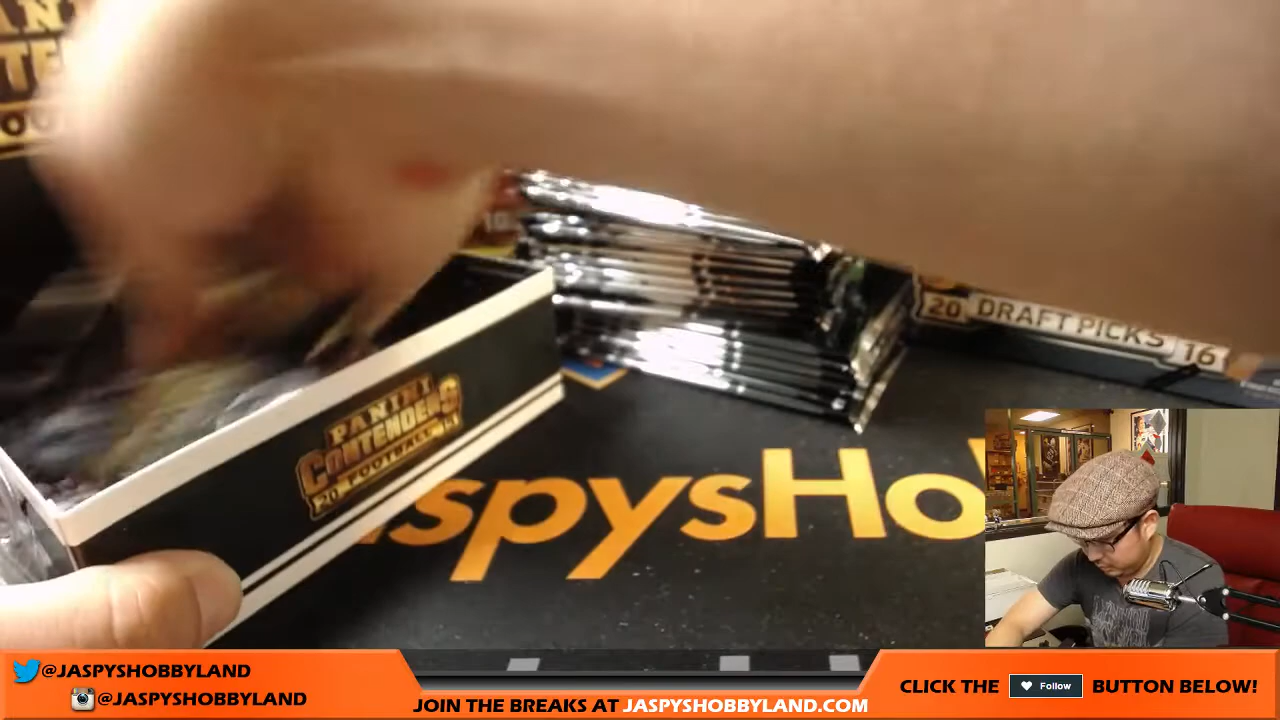 20 DRAFT PICKS 16
PANINI
CONTENDERS
20 FOOTBALL
spysHo
@JASPYSHOBBYLAND
@JASPYSHOBBYLAND
JOIN THE BREAKS AT JASPYSHOBBYLAND.COM
CLICK THE Follow BUTTON BELOW!